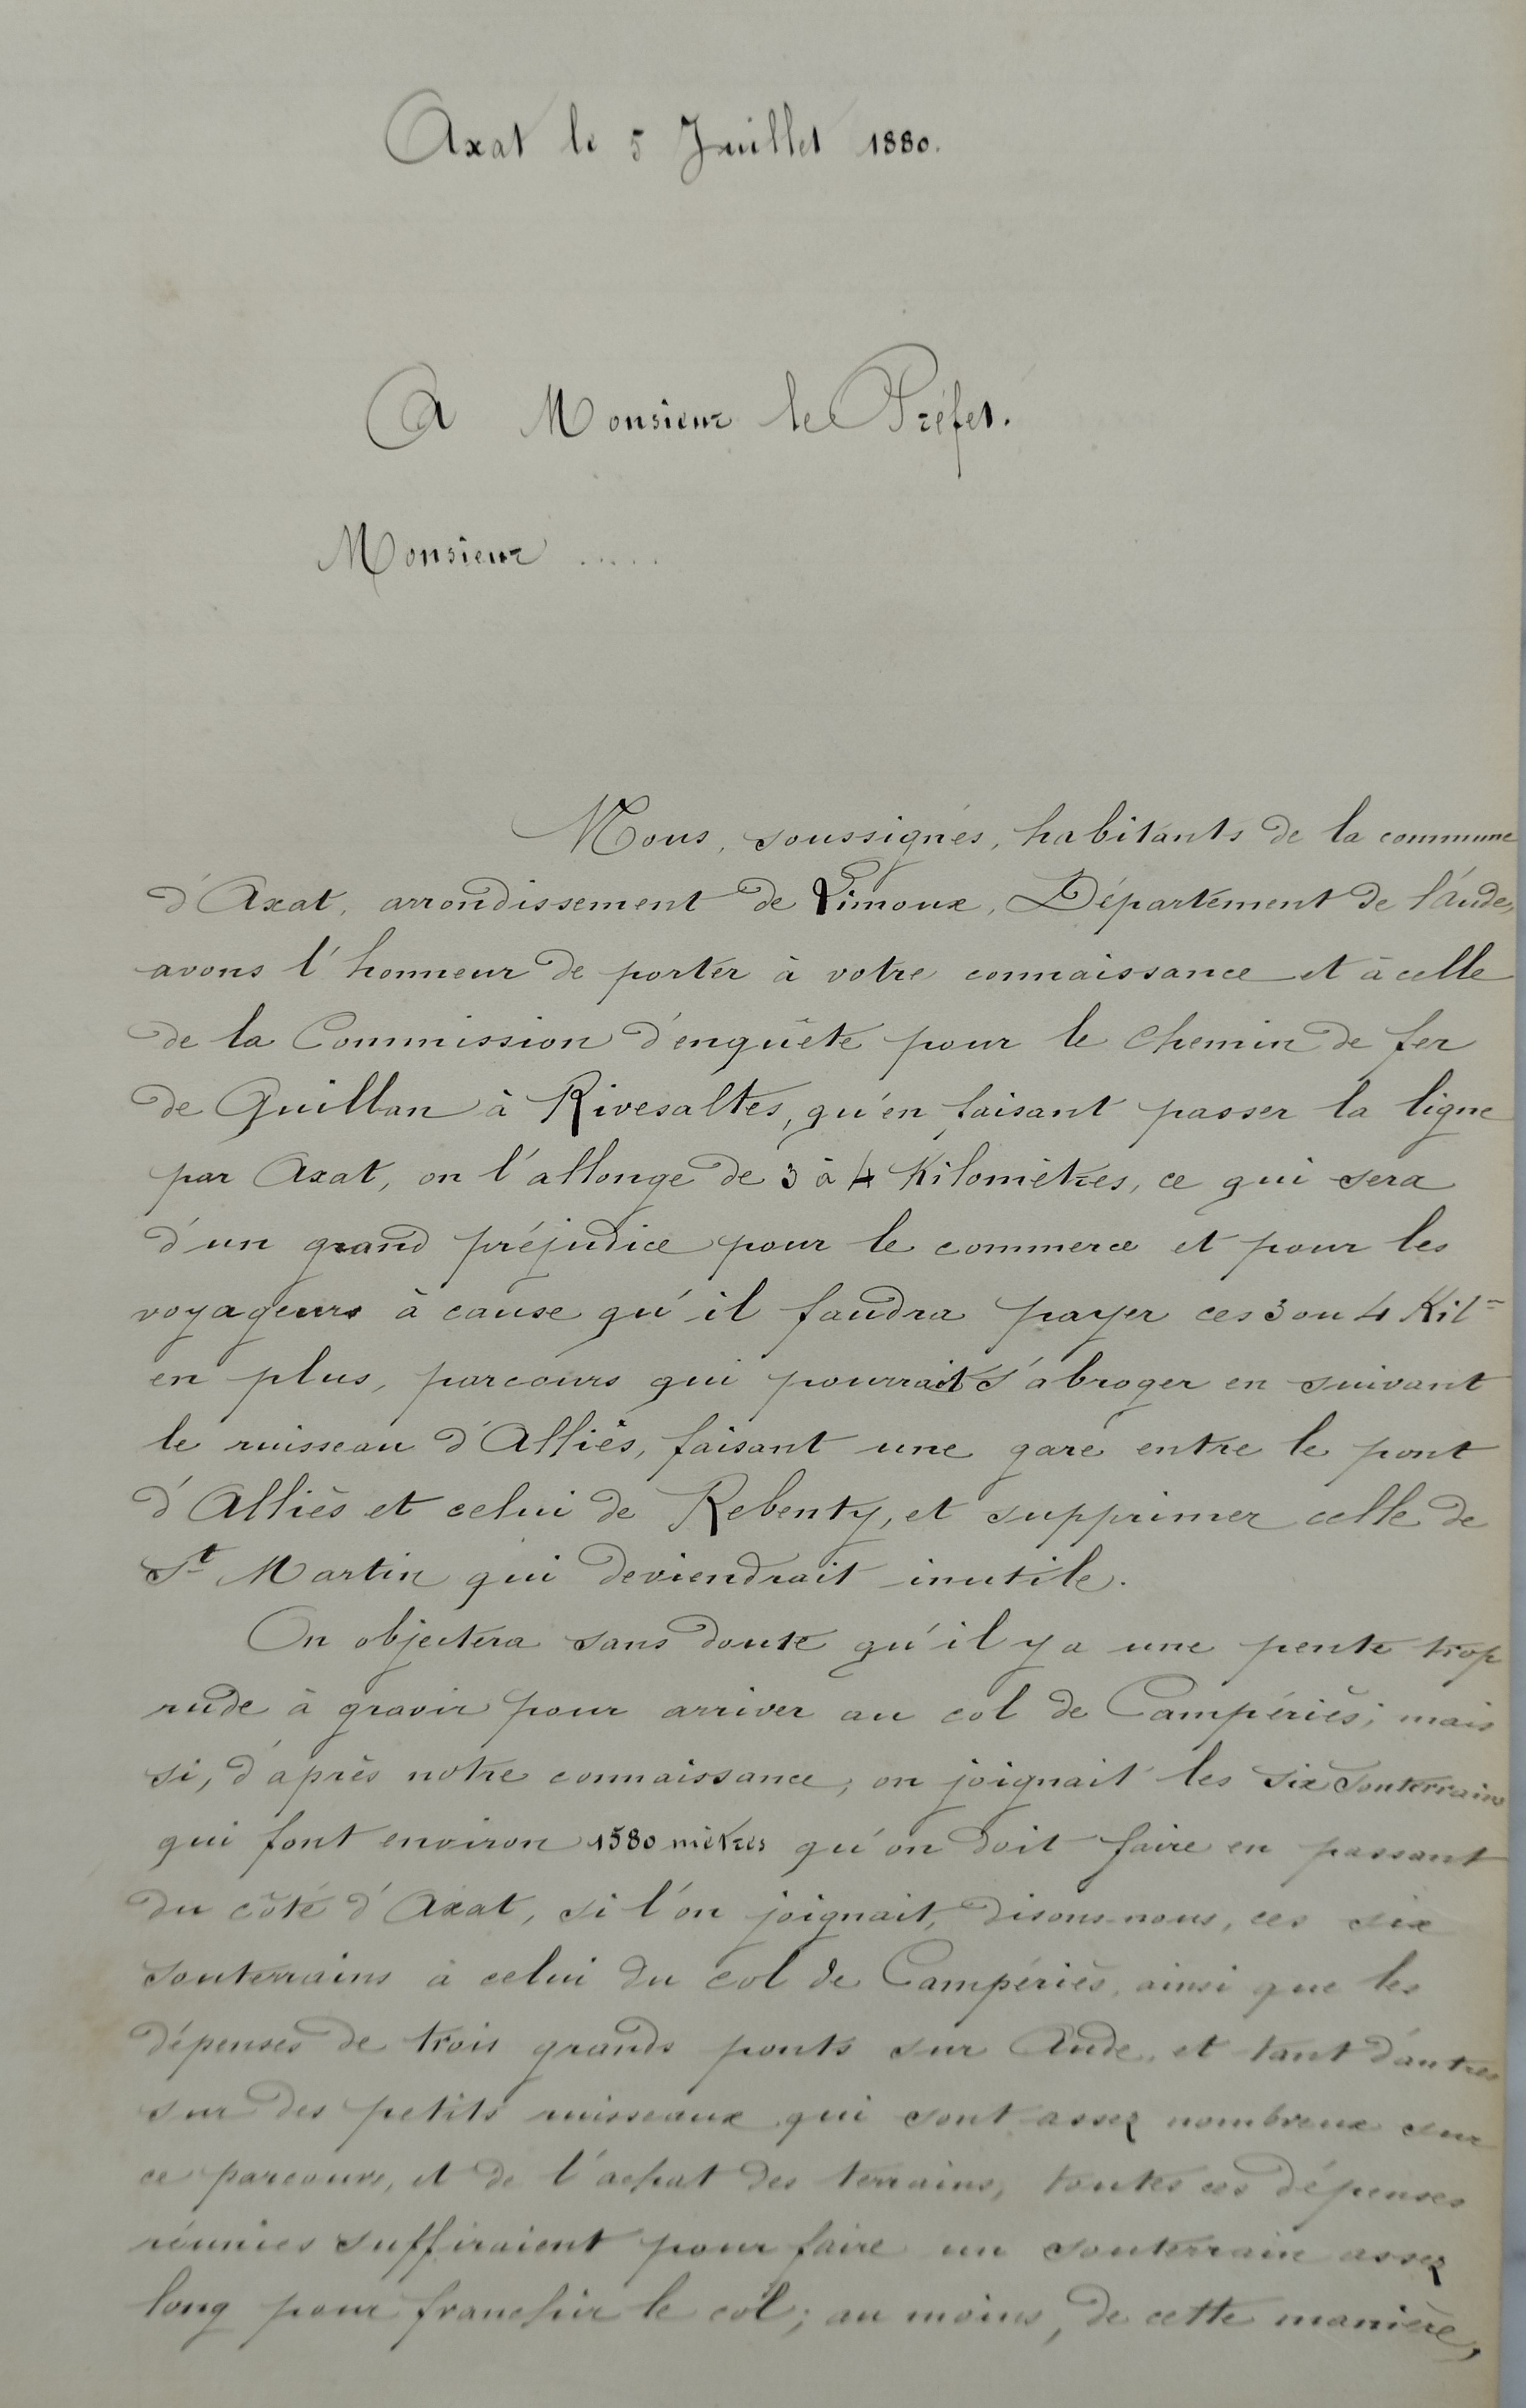 Axat le 5 Juillet 1880.
A Monsieur le Préfet.
Monsieur .....
Nous, soussignés, habitants de la commune
d'Axat, arrondissement de Limoux, Département de l'Aude,
avons l'honneur de porter à votre connaissance et à celle
de la Commission d'enquête pour le Chemin de fer
de Quillan à Rivesaltes, qu'en faisant passer la ligne
par Axat, on l'allonge de 3 à 4 Kilomètres, ce qui sera
d'un grand préjudice pour le commerce et pour les
voyageurs à cause qu'il faudra payer ces 3 ou 4 Kil=
en plus, parcours qui pourrait s'abroger en suivant
le ruisseau d'Alliès, faisant une gare entre le pont
d'Alliès et celui de Rebenty, et supprimer celle de
St Martin qui deviendrait inutile.
On objectera sans doute qu'il y a une pente trop
rude à gravir pour arriver au col de Campériès; mais
si, d'après notre connaissance, on joignait les six Souterrains
qui font environ 1580 mètres qu'on doit faire en passant
du côté d'Axat, si l'on joignait, disons-nous, ces six
souterrains à celui du col de Campériès, ainsi que les
dépenses de trois grands ponts sur Aude, et tant d'autres
sur des petits ruisseaux qui sont assez nombreux sur
ce parcours, et de l'achat des terrains, toutes ces dépenses
réunies suffiraient pour faire un souterrain assez
long pour franchir le col; au moins, de cette manière,